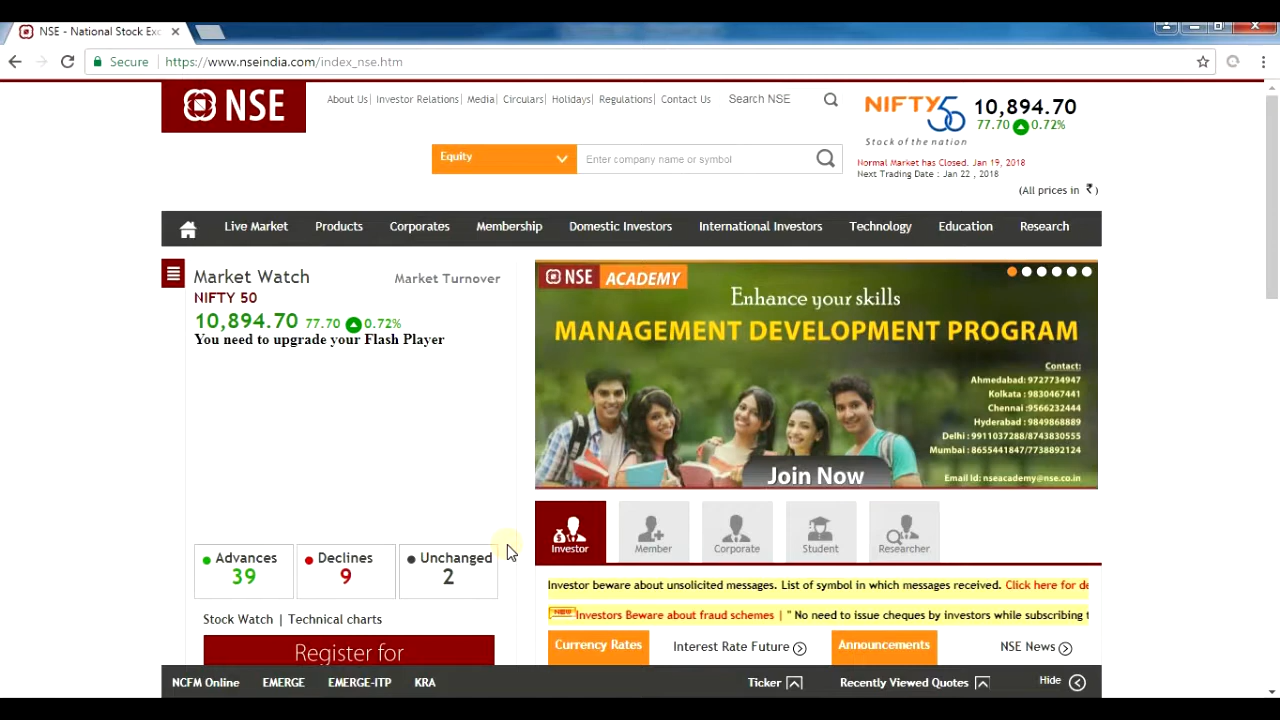 NSE - National Stock Exc
Secure https://www.nseindia.com/index_nse.htm
NSE
About Us| Investor Relations| Media| Circulars| Holidays| Regulations| Contact Us Search NSE
NIFTY 50
Stock of the nation
10,894.70
77.70 0.72%
Normal Market has Closed. Jan 19, 2018
Next Trading Date : Jan 22 , 2018
(All prices in ₹ )
Equity Enter company name or symbol
Live Market Products Corporates Membership Domestic Investors International Investors Technology Education Research
Market Watch Market Turnover
NIFTY 50
10,894.70 77.70 0.72%
You need to upgrade your Flash Player
NSE ACADEMY
Enhance your skills
MANAGEMENT DEVELOPMENT PROGRAM
Contact:
Ahmedabad: 9727734947
Kolkata : 9830467441
Chennai :9566232444
Hyderabad : 9849868889
Delhi : 9911037288/8743830555
Mumbai : 8655441847/7738892124
Join Now
Email Id: nseacademy@nse.co.in
Investor Member Corporate Student Researcher
Advances Declines Unchanged
39 9 2
Investor beware about unsolicited messages. List of symbol in which messages received. Click here for de
NEW Investors Beware about fraud schemes | " No need to issue cheques by investors while subscribing t
Stock Watch | Technical charts
Register for
Currency Rates Interest Rate Future Announcements NSE News
NCFM Online EMERGE EMERGE-ITP KRA Ticker Recently Viewed Quotes Hide